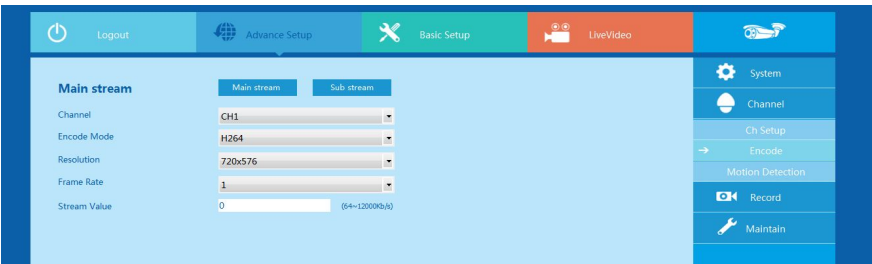 Logout
Advance Setup
Basic Setup
LiveVideo
Main stream
Main stream
Sub stream
Channel
CH1
Encode Mode
H264
Resolution
720x576
Frame Rate
1
Stream Value
0
(64~12000Kb/s)
System
Channel
Ch Setup
Encode
Motion Detection
Record
Maintain